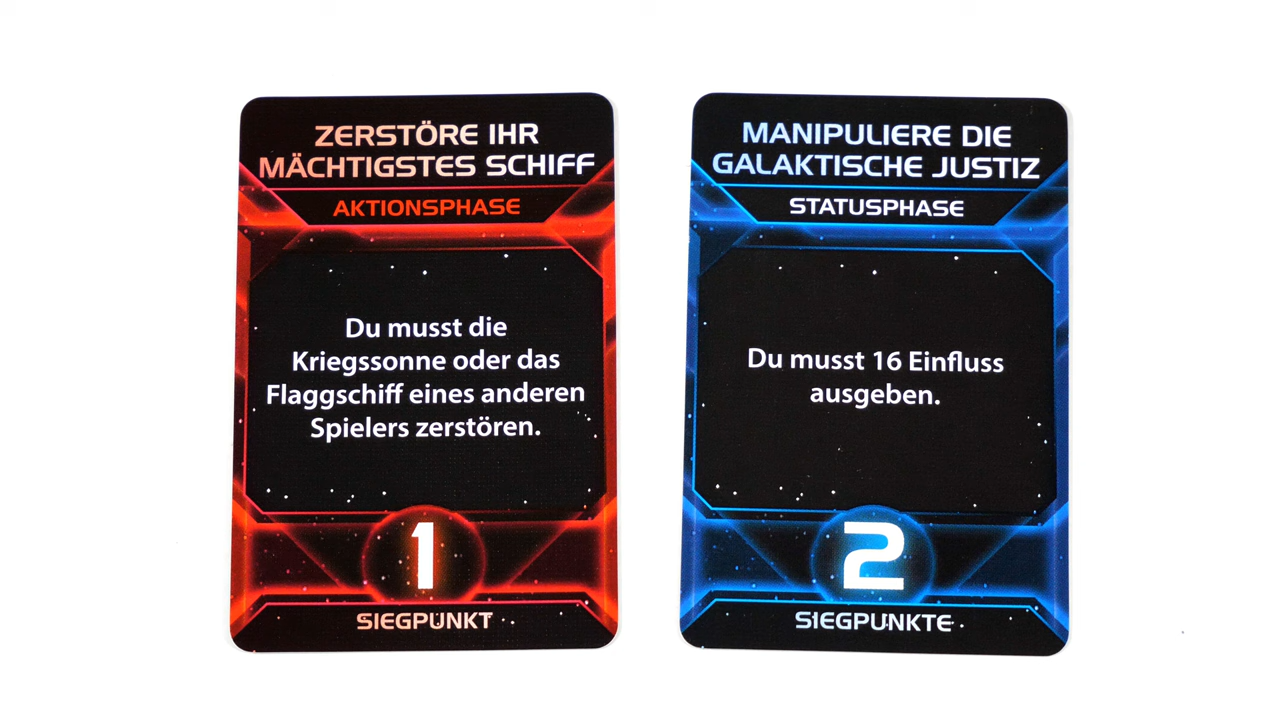 ZERSTÖRE IHR
MÄCHTIGSTES SCHIFF
AKTIONSPHASE
Du musst die
Kriegssonne oder das
Flaggschiff eines anderen
Spielers zerstören.
1
SIEGPUNKT
MANIPULIERE DIE
GALAKTISCHE JUSTIZ
STATUSPHASE
Du musst 16 Einfluss
ausgeben.
2
SIEGPUNKTE